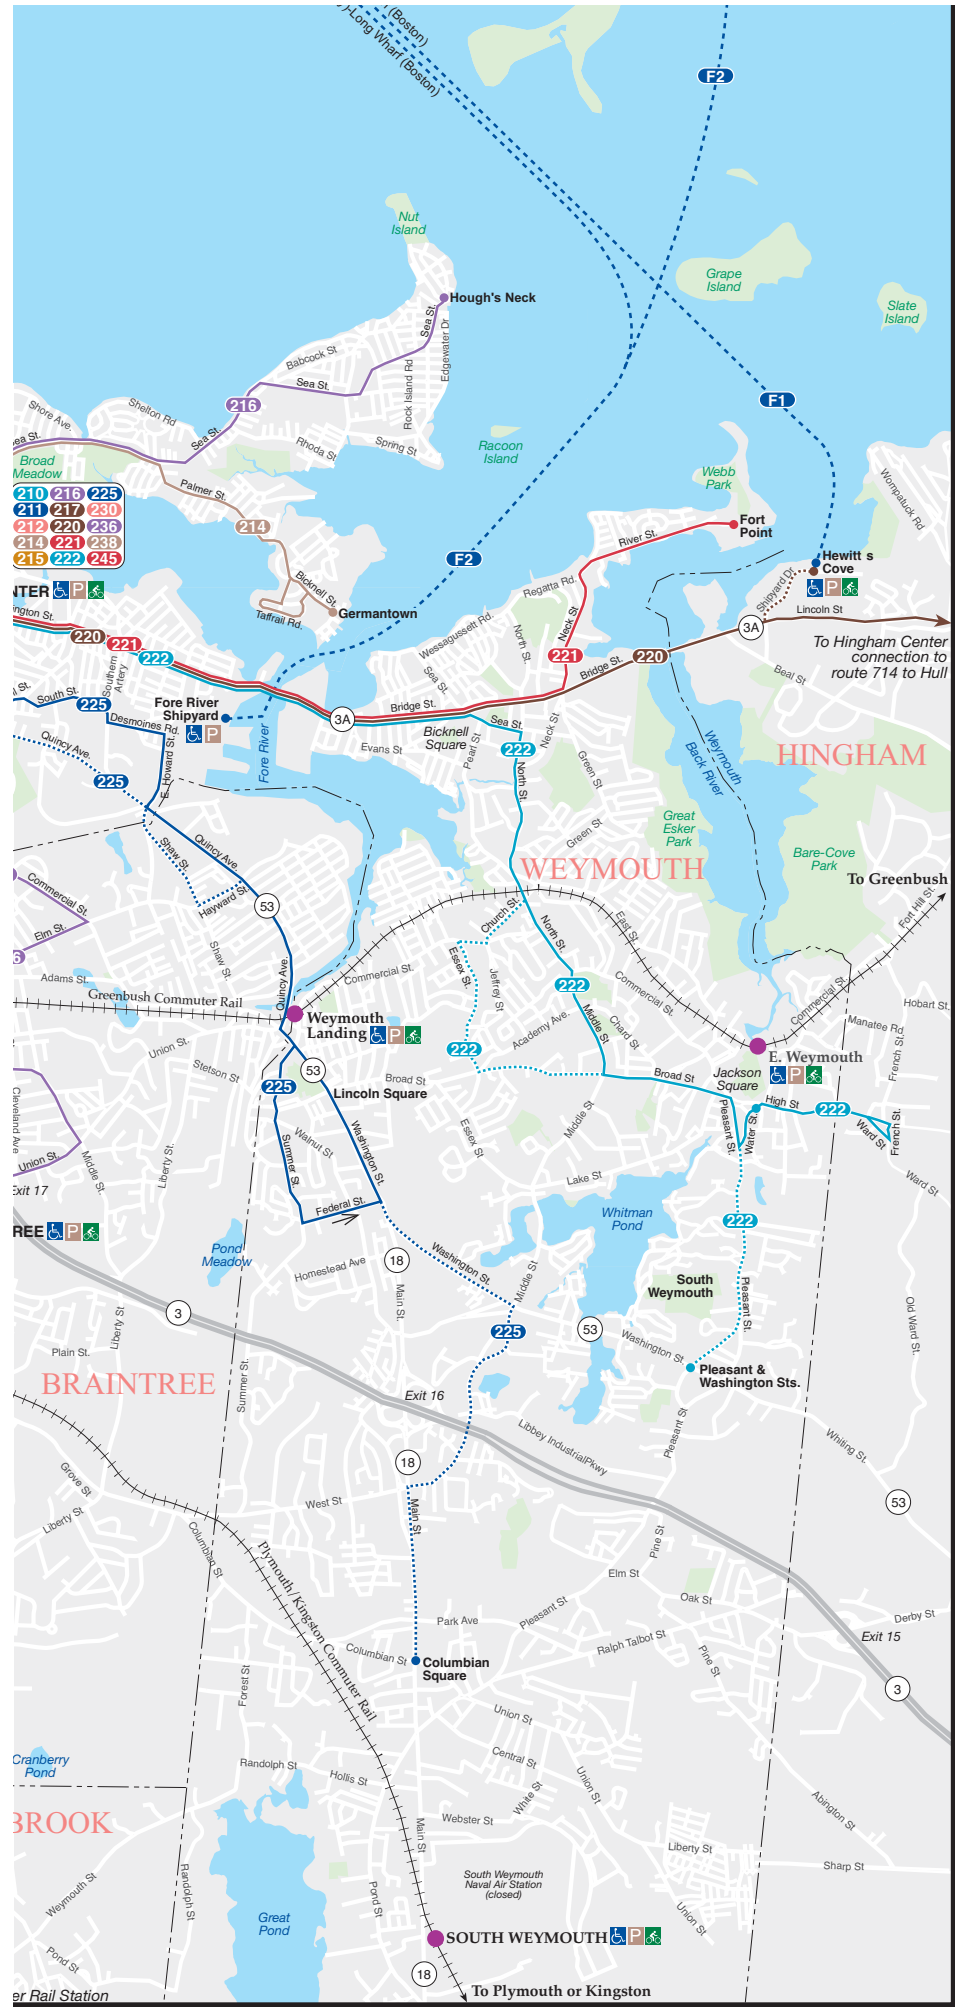 (Boston)
)-Long Wharf (Boston)
F2
Nut
Island
Grape
Island
Slate
Island
Hough's Neck
Sea St.
Edgewater Dr
Babcock St
Rock Island Rd
Sea St.
F1
216
Shore Ave.
Shelton Rd
Sea St.
Rhoda St
Spring St
Racoon
Island
Broad
Meadow
Webb
Park
Wompatuck Rd
Palmer St.
210 216 225
211 217 230
212 220 236
214 221 238
215 222 245
214
Fort
Point
River St.
F2
Hewitt s
Cove
NTER
Bicknell St.
Regatta Rd.
Shipyard Dr
Taffrail Rd.
Germantown
Neck St
Lincoln St
3A
To Hingham Center
connection to
route 714 to Hull
220
221
222
Wessagussett Rd.
North St.
221
Bridge St.
220
Southern
Artery
Sea St.
Beal St
South St.
225
Desmoines Rd.
Fore River
Shipyard
3A
Bridge St.
Bicknell
Square
Sea St.
Neck St
Quincy Ave.
E. Howard St.
Fore River
Evans St
Pearl St
222
North St.
Green St
Weymouth
Back River
HINGHAM
225
Green St
Great
Esker
Park
Shaw St.
Quincy Ave.
WEYMOUTH
Bare-Cove
Park
To Greenbush
Commercial St.
Hayward St.
53
Church St.
Fort Hill St.
Elm St.
Shaw St.
North St.
East St.
Adams St.
Quincy Ave.
Commercial St.
Essex St.
Jeffrey St
222
Commercial St.
Commercial St.
Greenbush Commuter Rail
Hobart St.
Weymouth
Landing
Academy Ave.
Middle St.
Chard St.
Manatee Rd
French St.
Union St.
222
E. Weymouth
Stetson St
53
225
Lincoln Square
Broad St
Broad St
Jackson
Square
Cleveland Ave
High St
222
Pleasant St.
Water St.
Ward St
French St.
Walnut St
Summer St.
Washington St.
Essex St
Middle St
Union St.
Middle St.
Liberty St.
Lake St.
Ward St
Exit 17
Federal St.
Whitman
Pond
222
REE
Pond
Meadow
18
Homestead Ave
Washington St.
Middle St
South
Weymouth
Pleasant St.
3
Main St.
Old Ward St.
225
53
Washington St.
Liberty St
Plain St.
Pleasant &
Washington Sts.
BRAINTREE
Summer St.
Exit 16
Pleasant St
Libbey IndustrialPkwy
Whiting St.
18
Grove St
West St
Main St
53
Liberty St
Columbian St
Pine St
Plymouth/Kingston Commuter Rail
Elm St
Oak St
Pleasant St
Park Ave
Derby St
Exit 15
Ralph Talbot St
Columbian St
Columbian
Square
Pine St
Forest St
3
Union St
Central St
Cranberry
Pond
Randolph St
Hollis St
White St
Union St
Abington St
BROOK
Webster St
Main St
Liberty St
Sharp St
South Weymouth
Naval Air Station
(closed)
Weymouth St
Randolph St
Pond St
Great
Pond
Union St
SOUTH WEYMOUTH
Pond St
18
To Plymouth or Kingston
er Rail Station